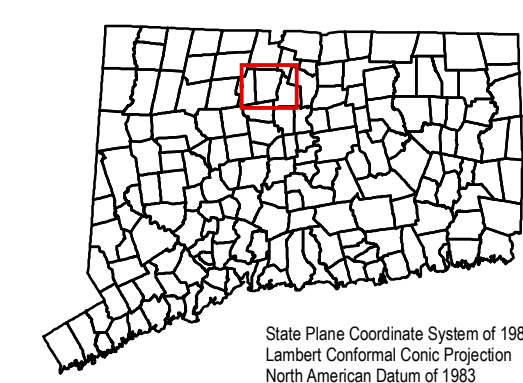 State Plane Coordinate System of 198
Lambert Conformal Conic Projection
North American Datum of 1983